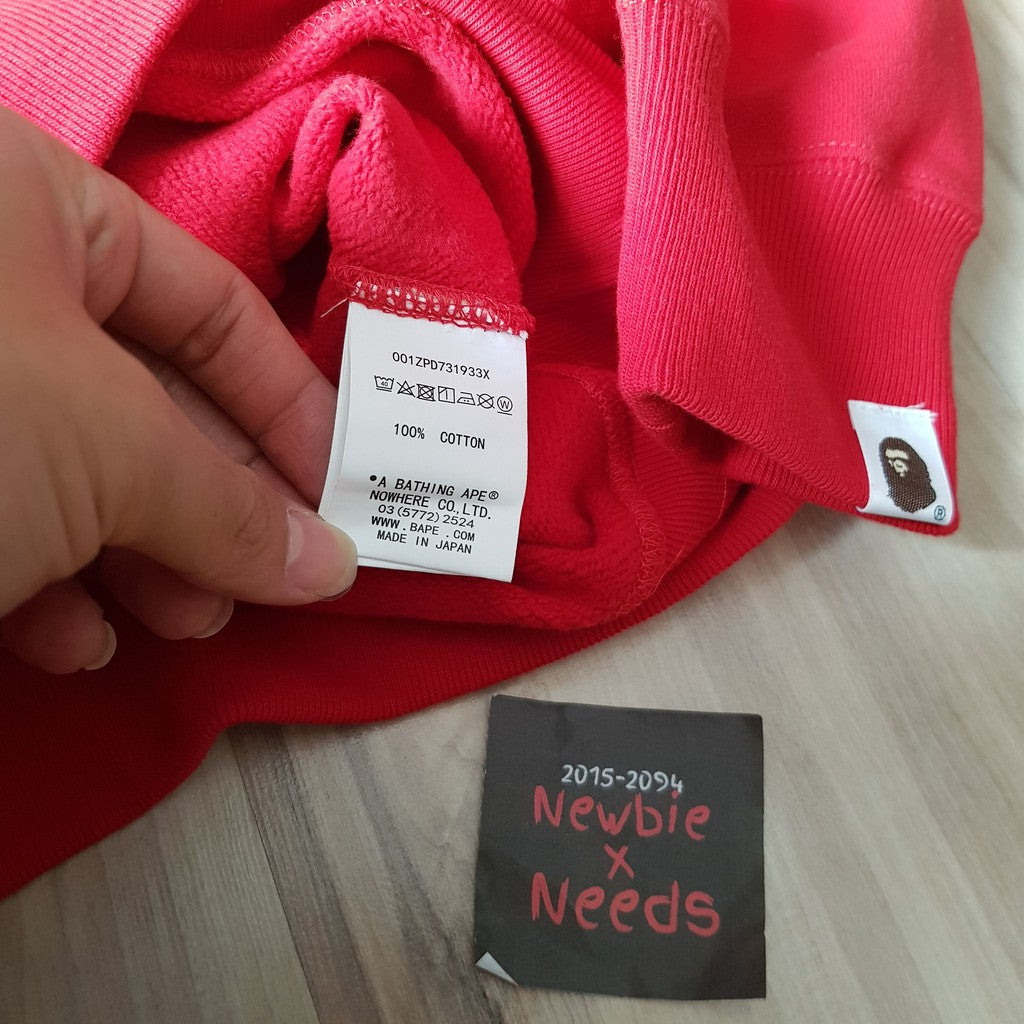 001ZPD731933X
40 W
100% COTTON
•A BATHING APE®
NOWHERE CO.,LTD.
03(5772)2524
WWW.BAPE.COM
MADE IN JAPAN
®
2015-2094
Newbie
x
Needs